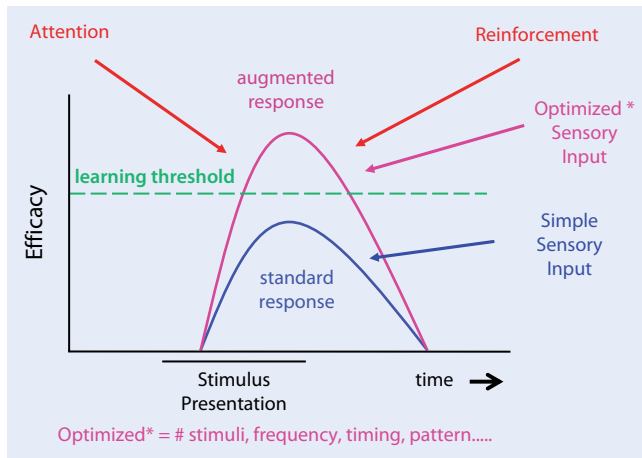 Attention
Reinforcement
augmented
response
Optimized *
Sensory
Input
learning threshold
Efficacy
Simple
Sensory
Input
standard
response
Stimulus
Presentation
time
Optimized* = # stimuli, frequency, timing, pattern.....